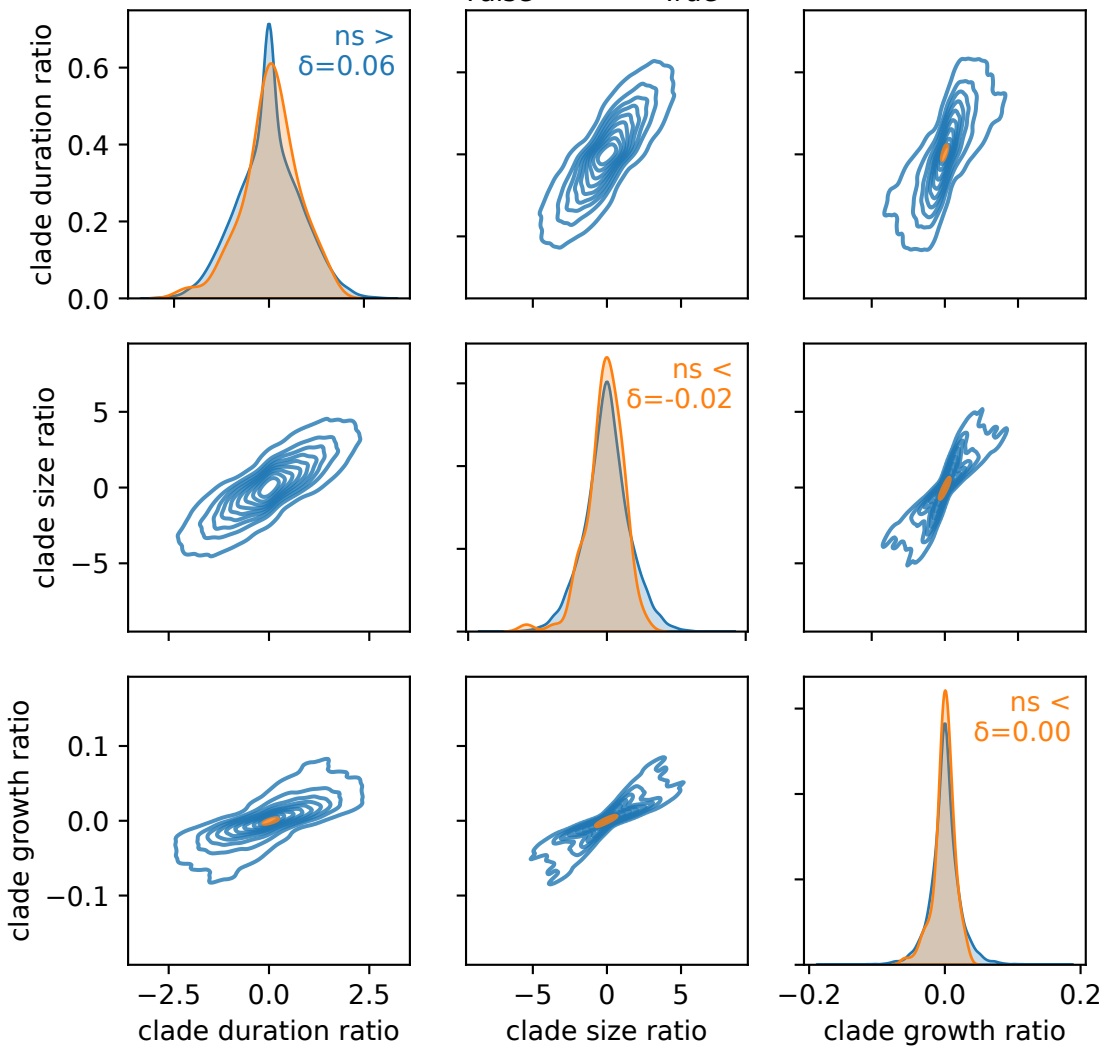 clade duration ratio
0.6
0.4
0.2
0.0
ns >
δ=0.06
clade size ratio
5
0
−5
ns <
δ=-0.02
clade growth ratio
0.1
0.0
−0.1
ns <
δ=0.00
−2.5 0.0 2.5
−5 0 5
−0.2 0.0 0.2
clade duration ratio
clade size ratio
clade growth ratio